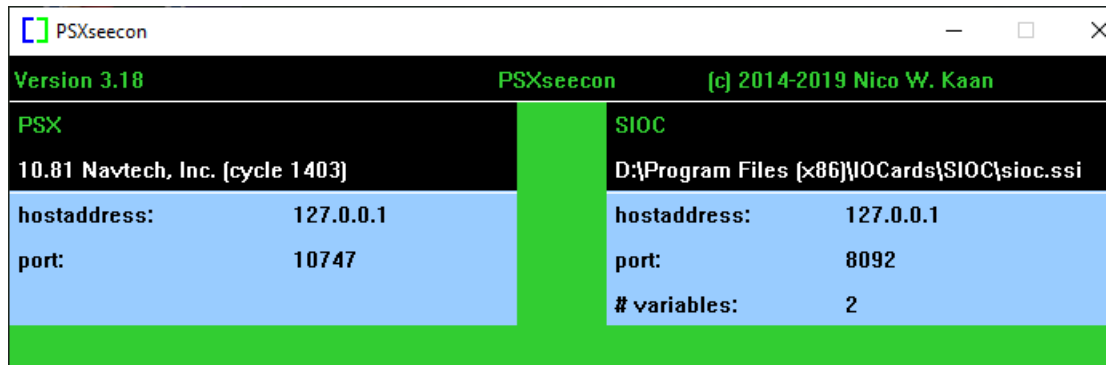 PSXseecon
Version 3.18 PSXseecon (c) 2014-2019 Nico W. Kaan
PSX SIOC
10.81 Navtech, Inc. (cycle 1403) D:\Program Files (x86)\IOCards\SIOC\sioc.ssi
hostaddress: 127.0.0.1 hostaddress: 127.0.0.1
port: 10747 port: 8092
# variables: 2